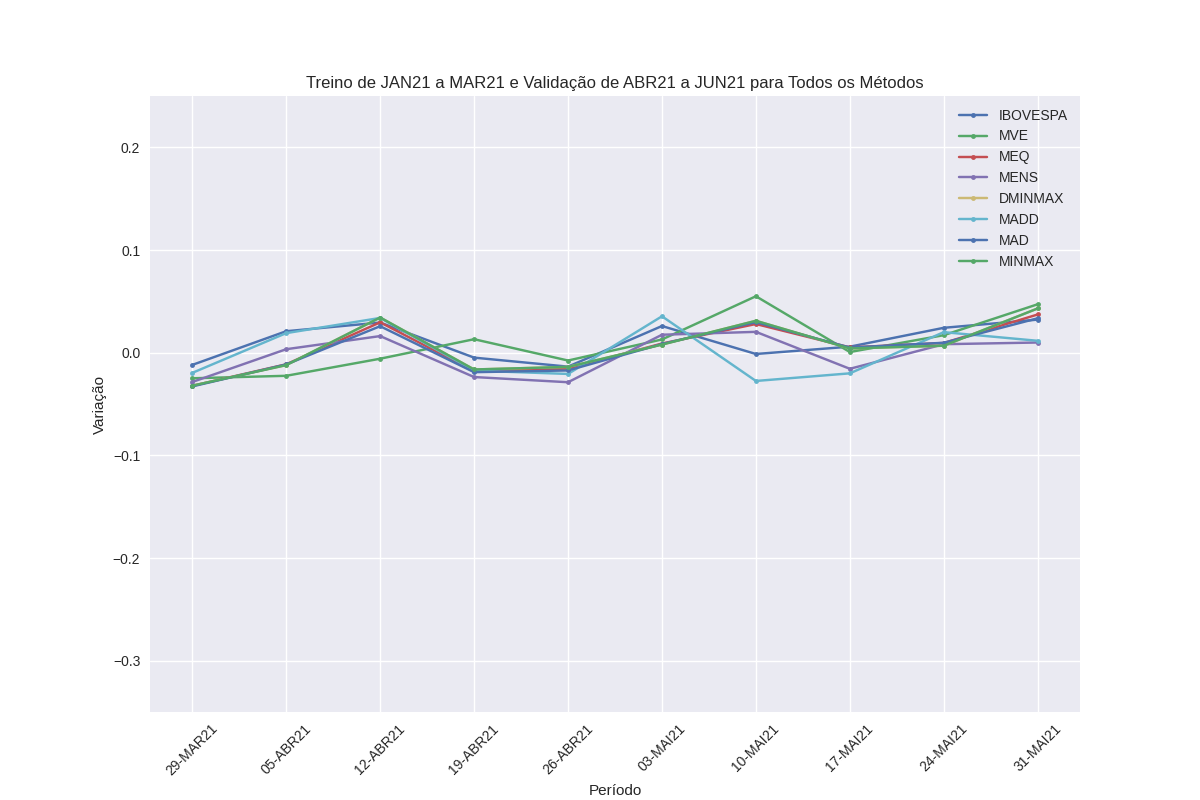 Treino de JAN21 a MAR21 e Validação de ABR21 a JUN21 para Todos os Métodos
IBOVESPA
MVE
MEQ
MENS
DMINMAX
MADD
MAD
MINMAX
0.2
0.1
0.0
−0.1
−0.2
−0.3
Variação
29-MAR21
05-ABR21
12-ABR21
19-ABR21
26-ABR21
03-MAI21
10-MAI21
17-MAI21
24-MAI21
31-MAI21
Período